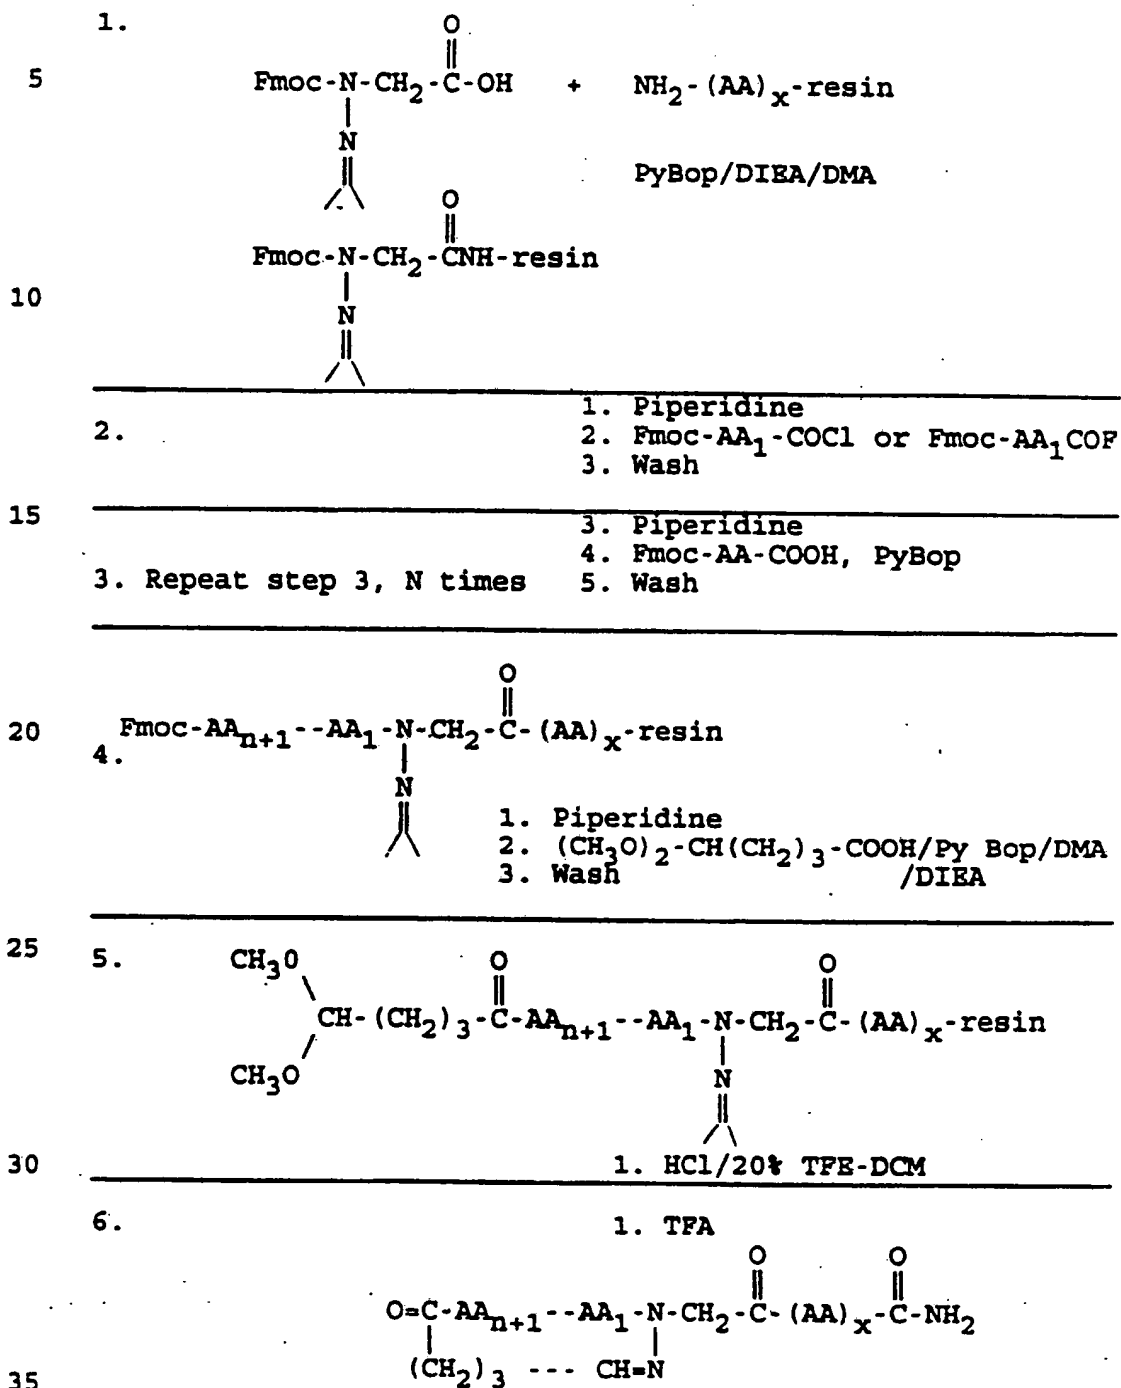 1.
O
||
5 Fmoc-N-CH2-C-OH + NH2-(AA)x-resin
|
N PyBop/DIEA/DMA
||
/\ O
||
Fmoc-N-CH2-CNH-resin
|
10 N
||
/\
1. Piperidine
2. 2. Fmoc-AA1-COCl or Fmoc-AA1COF
3. Wash
15
3. Piperidine
4. Fmoc-AA-COOH, PyBop
3. Repeat step 3, N times 5. Wash
O
||
20 Fmoc-AAn+1--AA1-N-CH2-C-(AA)x-resin
4. |
N
||
/\
1. Piperidine
2. (CH3O)2-CH(CH2)3-COOH/Py Bop/DMA
3. Wash /DIEA
25 5. CH3O O O
\ || ||
CH-(CH2)3-C-AAn+1--AA1-N-CH2-C-(AA)x-resin
/ |
CH3O N
||
/\
30 1. HCl/20% TFE-DCM
6. 1. TFA
O O
|| ||
O=C-AAn+1--AA1-N-CH2-C-(AA)x-C-NH2
| |
35 (CH2)3 --- CH=N